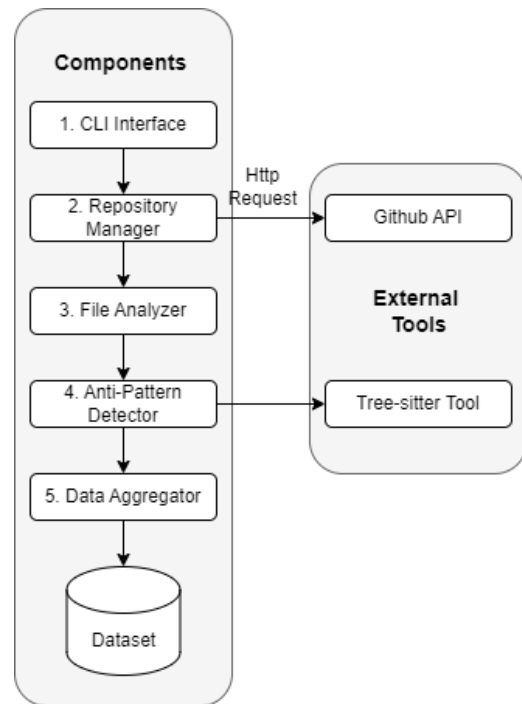 Components
1. CLI Interface
2. Repository
Manager
3. File Analyzer
4. Anti-Pattern
Detector
5. Data Aggregator
Dataset
Http
Request
Github API
External
Tools
Tree-sitter Tool